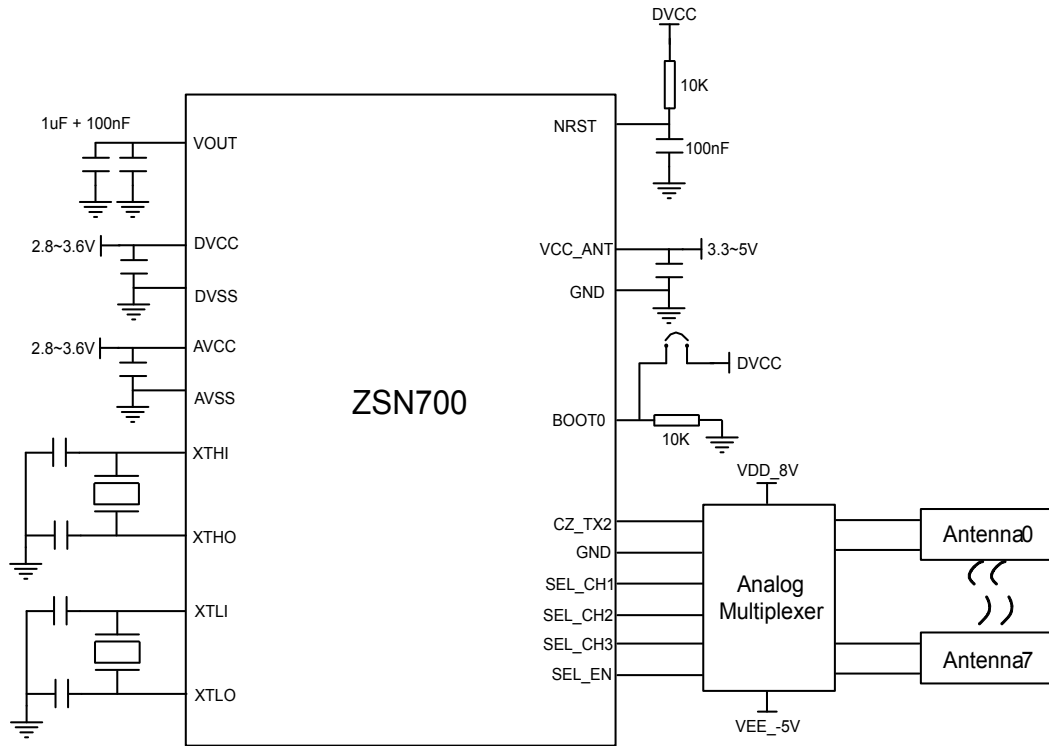 DVCC
10K
1uF + 100nF
VOUT
NRST
100nF
2.8~3.6V
DVCC
VCC_ANT
3.3~5V
DVSS
GND
2.8~3.6V
AVCC
DVCC
AVSS
ZSN700
BOOT0
10K
XTHI
VDD_8V
XTHO
CZ_TX2
Antenna0
GND
SEL_CH1
Analog
Multiplexer
XTLI
SEL_CH2
SEL_CH3
Antenna7
SEL_EN
XTLO
VEE_-5V